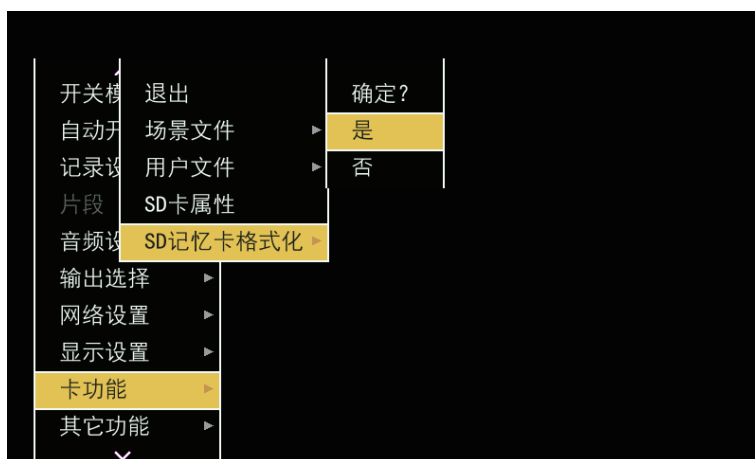 开关模
自动开
记录设
片段
音频设
输出选择
网络设置
显示设置
卡功能
其它功能
退出
场景文件
用户文件
SD卡属性
SD记忆卡格式化
确定?
是
否